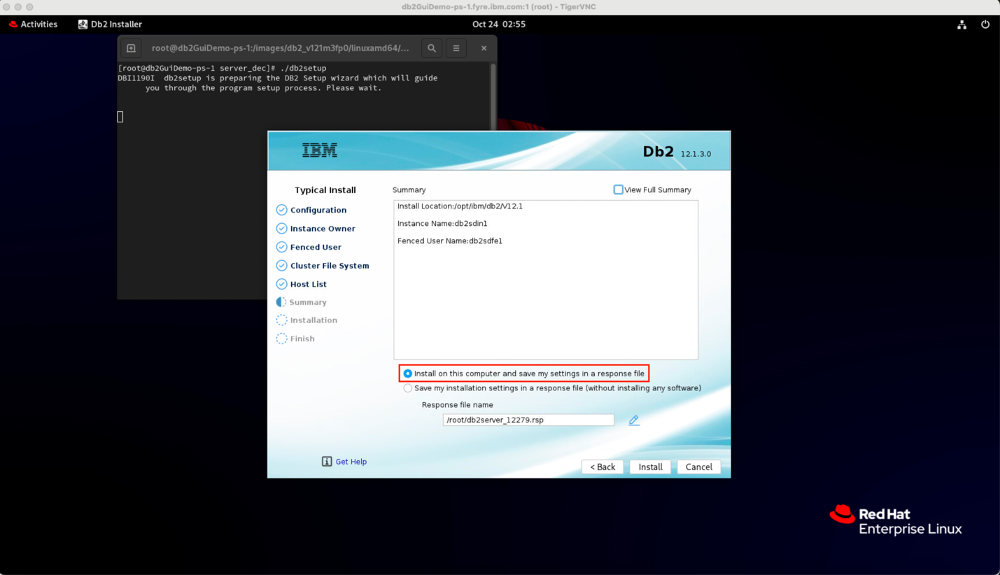 db2GuiDemo-ps-1.fyre.ibm.com:1 (root) - TigerVNC
Activities
Db2 Installer
Oct 24 02:55
root@db2GuiDemo-ps-1:/images/db2_v121m3fp0/linuxamd64/...
[root@db2GuiDemo-ps-1 server_dec]# ./db2setup
DBI1190I  db2setup is preparing the DB2 Setup wizard which will guide
you through the program setup process. Please wait.
IBM
Db2 12.1.3.0
Typical Install
Configuration
Instance Owner
Fenced User
Cluster File System
Host List
Summary
Installation
Finish
Summary
View Full Summary
Install Location:/opt/ibm/db2/V12.1
Instance Name:db2sdin1
Fenced User Name:db2sdfe1
Install on this computer and save my settings in a response file
Save my installation settings in a response file (without installing any software)
Response file name
/root/db2server_12279.rsp
Get Help
< Back
Install
Cancel
Red Hat
Enterprise Linux